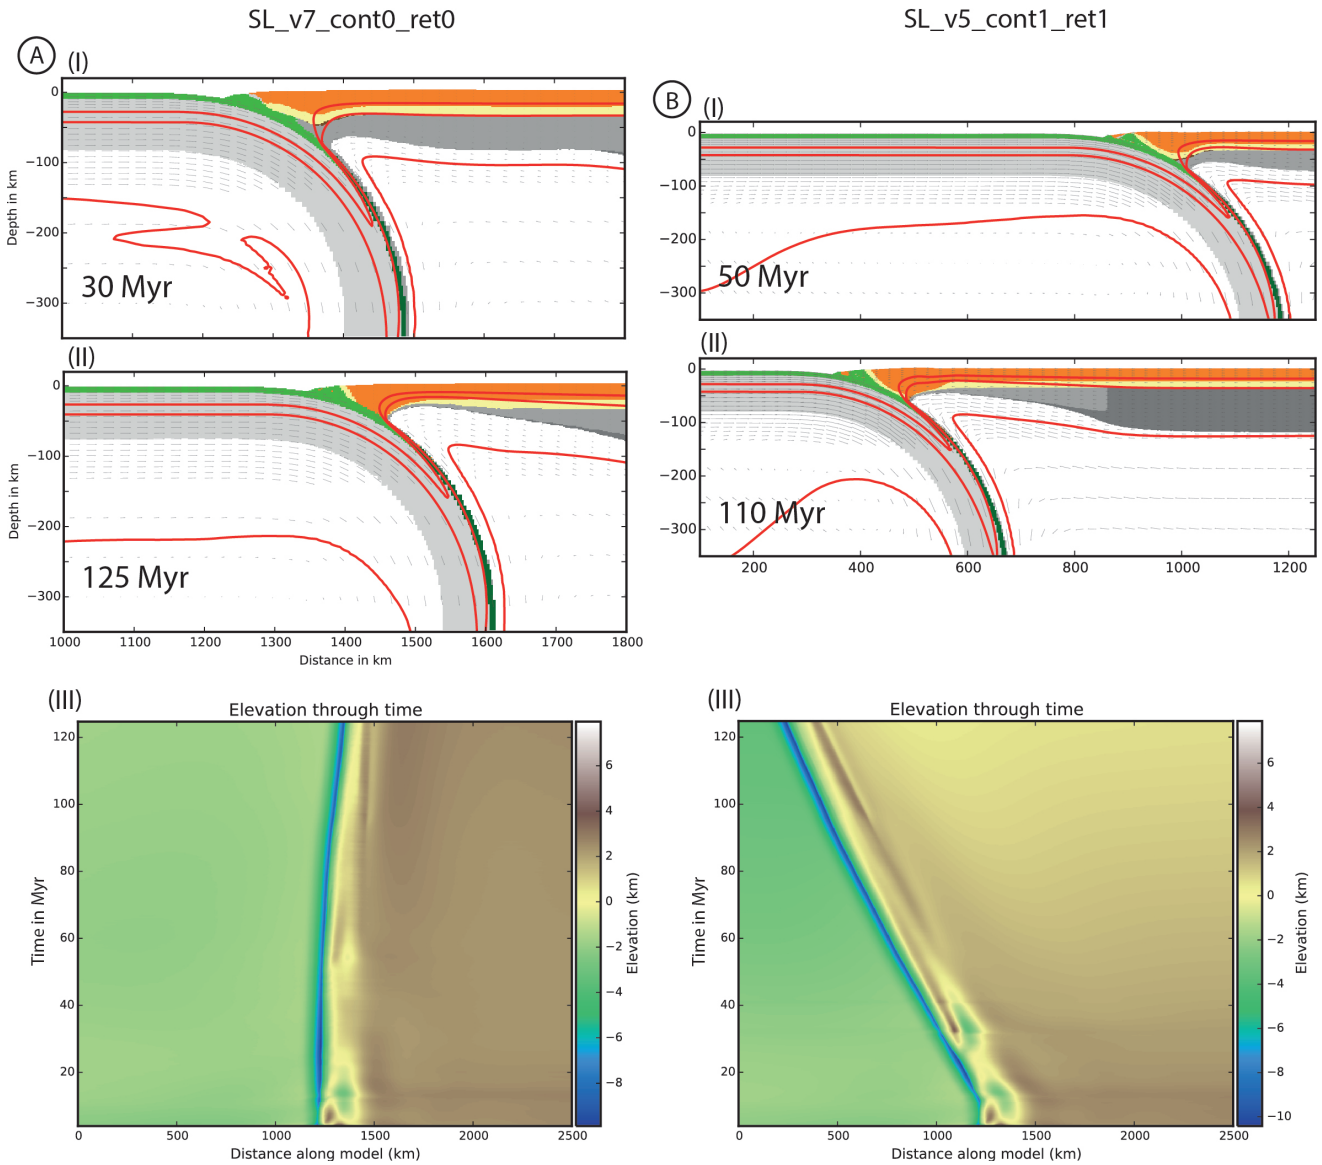 SL_v7_cont0_ret0
SL_v5_cont1_ret1
A
(I)
0
−100
−200
−300
Depth in km
30 Myr
(II)
0
−100
−200
−300
Depth in km
125 Myr
1000 1100 1200 1300 1400 1500 1600 1700 1800
Distance in km
B
(I)
0
−100
−200
−300
50 Myr
(II)
0
−100
−200
−300
110 Myr
200 400 600 800 1000 1200
(III)
Elevation through time
120
100
80
60
40
20
Time in Myr
0 500 1000 1500 2000 2500
Distance along model (km)
6
4
2
0
−2
−4
−6
−8
Elevation (km)
(III)
Elevation through time
120
100
80
60
40
20
Time in Myr
0 500 1000 1500 2000 2500
Distance along model (km)
6
4
2
0
−2
−4
−6
−8
−10
Elevation (km)